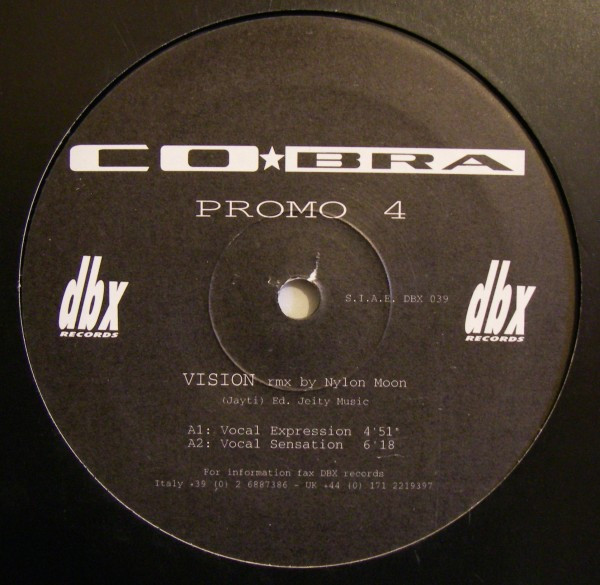 CO★BRA
PROMO 4
dbx
RECORDS
S.I.A.E. DBX 039
dbx
RECORDS
VISION rmx by Nylon Moon
(Jayti) Ed. Jeity Music
A1: Vocal Expression 4'51"
A2: Vocal Sensation 6'18
For information fax DBX records
Italy +39 (0) 2 6887386 - UK +44 (0) 171 2219397